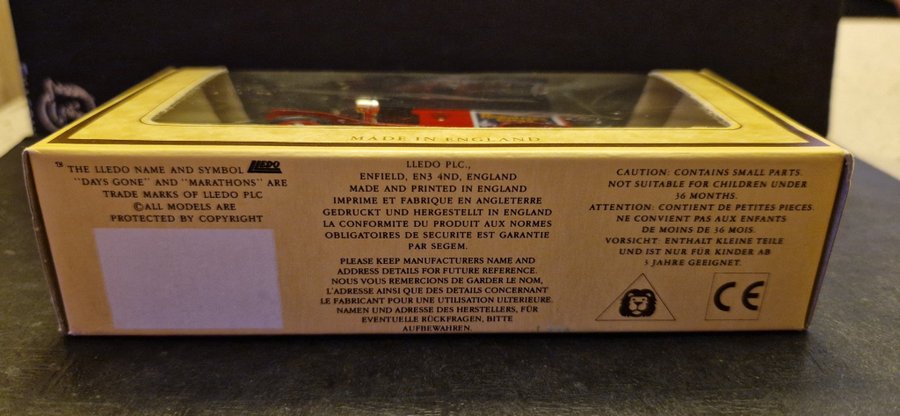 MADE IN ENGLAND
™ THE LLEDO NAME AND SYMBOL LLEDO
"DAYS GONE" AND "MARATHONS" ARE
TRADE MARKS OF LLEDO PLC
©ALL MODELS ARE
PROTECTED BY COPYRIGHT
LLEDO PLC.,
ENFIELD, EN3 4ND, ENGLAND
MADE AND PRINTED IN ENGLAND
IMPRIME ET FABRIQUE EN ANGLETERRE
GEDRUCKT UND HERGESTELLT IN ENGLAND
LA CONFORMITE DU PRODUIT AUX NORMES
OBLIGATOIRES DE SECURITE EST GARANTIE
PAR SEGEM.
PLEASE KEEP MANUFACTURERS NAME AND
ADDRESS DETAILS FOR FUTURE REFERENCE.
NOUS VOUS REMERCIONS DE GARDER LE NOM,
L'ADRESSE AINSI QUE DES DETAILS CONCERNANT
LE FABRICANT POUR UNE UTILISATION ULTERIEURE.
NAMEN UND ADRESSE DES HERSTELLERS, FÜR
EVENTUELLE RÜCKFRAGEN, BITTE
AUFBEWAHREN.
CAUTION: CONTAINS SMALL PARTS.
NOT SUITABLE FOR CHILDREN UNDER
36 MONTHS.
ATTENTION: CONTIENT DE PETITES PIECES.
NE CONVIENT PAS AUX ENFANTS
DE MOINS DE 36 MOIS.
VORSICHT: ENTHALT KLEINE TEILE
UND IST NUR FÜR KINDER AB
3 JAHRE GEEIGNET.
CE